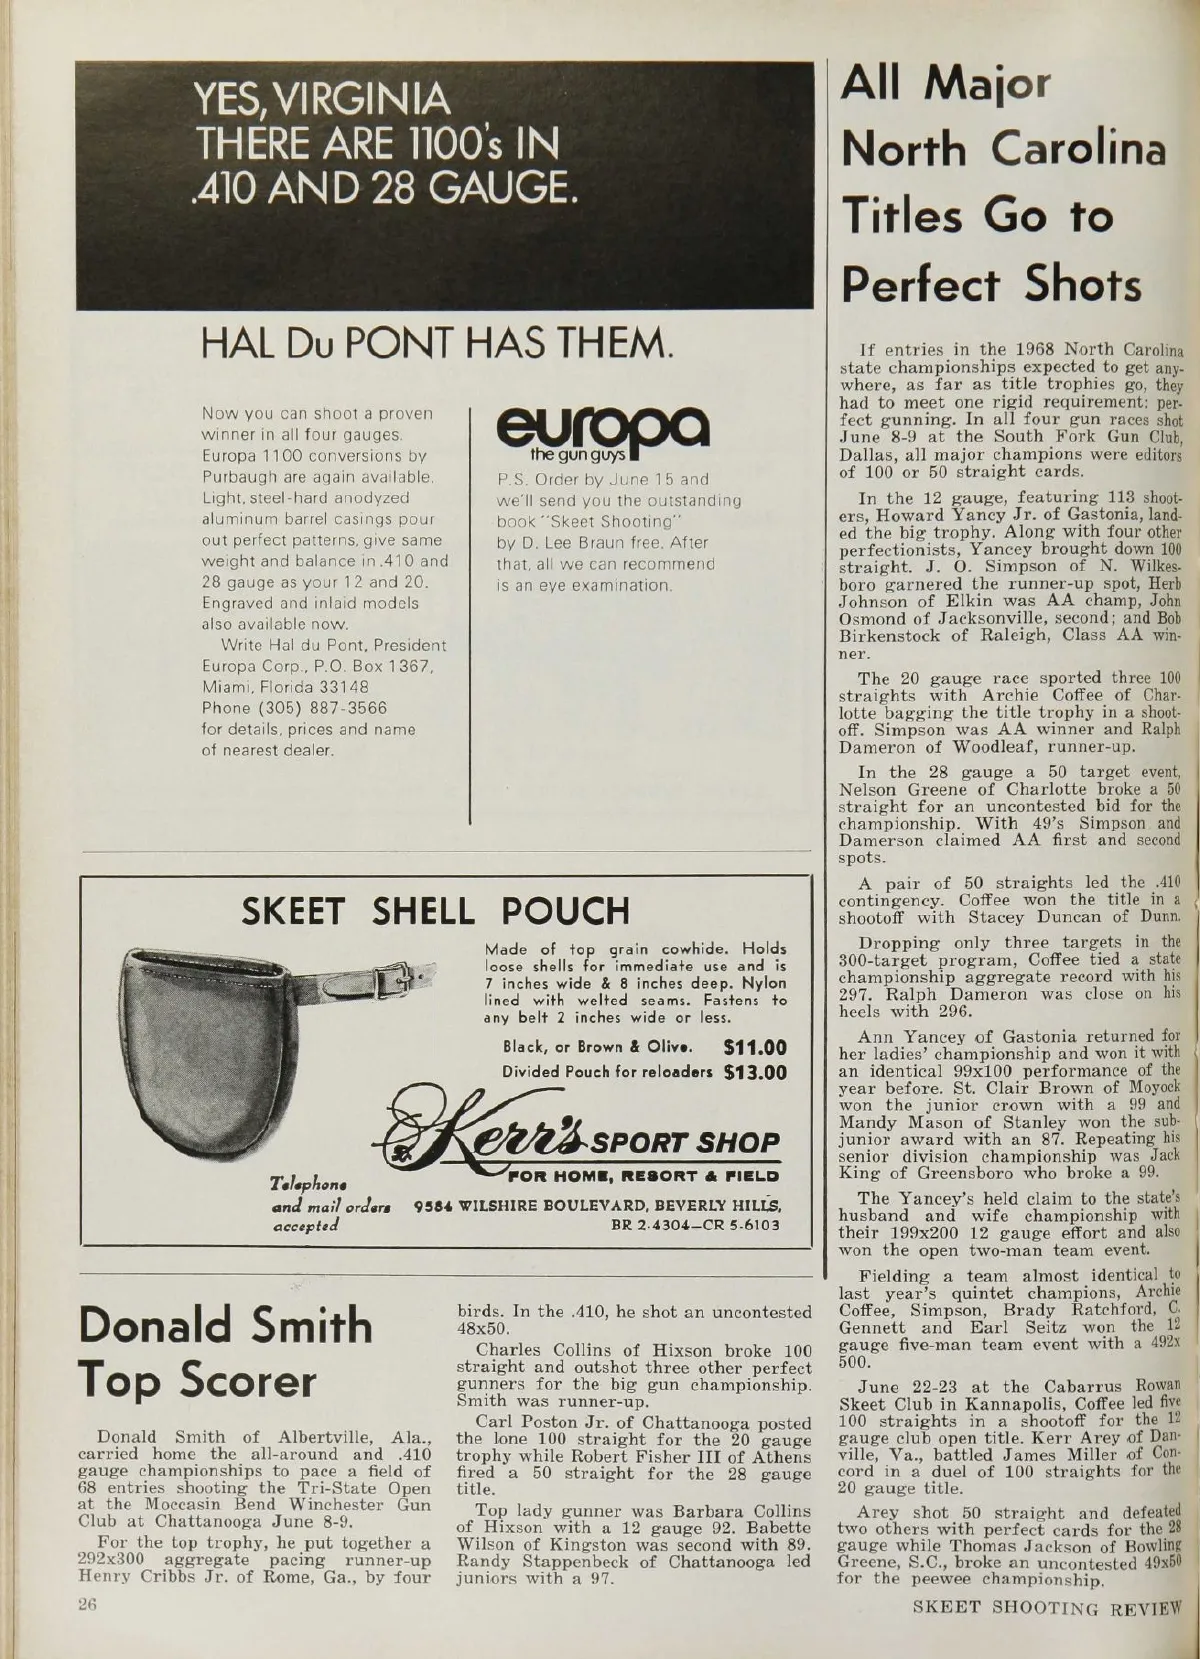 YES, VIRGINIA
THERE ARE 1100's IN
.410 AND 28 GAUGE.
HAL Du PONT HAS THEM.
Now you can shoot a proven
winner in all four gauges.
Europa 1100 conversions by
Purbaugh are again available.
Light, steel-hard anodyzed
aluminum barrel casings pour
out perfect patterns, give same
weight and balance in .410 and
28 gauge as your 12 and 20.
Engraved and inlaid models
also available now.
Write Hal du Pont, President
Europa Corp., P.O. Box 1367,
Miami, Florida 33148
Phone (305) 887-3566
for details, prices and name
of nearest dealer.
europa
the gun guys
P.S. Order by June 15 and
we'll send you the outstanding
book "Skeet Shooting"
by D. Lee Braun free. After
that, all we can recommend
is an eye examination.
SKEET SHELL POUCH
Made of top grain cowhide. Holds
loose shells for immediate use and is
7 inches wide & 8 inches deep. Nylon
lined with welted seams. Fastens to
any belt 2 inches wide or less.
Black, or Brown & Olive. $11.00
Divided Pouch for reloaders $13.00
Kerr's SPORT SHOP
FOR HOME, RESORT & FIELD
Telephone
and mail orders
accepted
9584 WILSHIRE BOULEVARD, BEVERLY HILLS,
BR 2-4304—CR 5-6103
Donald Smith
Top Scorer
Donald Smith of Albertville, Ala.,
carried home the all-around and .410
gauge championships to pace a field of
68 entries shooting the Tri-State Open
at the Moccasin Bend Winchester Gun
Club at Chattanooga June 8-9.
For the top trophy, he put together a
292x300 aggregate pacing runner-up
Henry Cribbs Jr. of Rome, Ga., by four
birds. In the .410, he shot an uncontested
48x50.
Charles Collins of Hixson broke 100
straight and outshot three other perfect
gunners for the big gun championship.
Smith was runner-up.
Carl Poston Jr. of Chattanooga posted
the lone 100 straight for the 20 gauge
trophy while Robert Fisher III of Athens
fired a 50 straight for the 28 gauge
title.
Top lady gunner was Barbara Collins
of Hixson with a 12 gauge 92. Babette
Wilson of Kingston was second with 89.
Randy Stappenbeck of Chattanooga led
juniors with a 97.
All Major
North Carolina
Titles Go to
Perfect Shots
If entries in the 1968 North Carolina
state championships expected to get any-
where, as far as title trophies go, they
had to meet one rigid requirement: per-
fect gunning. In all four gun races shot
June 8-9 at the South Fork Gun Club,
Dallas, all major champions were editors
of 100 or 50 straight cards.
In the 12 gauge, featuring 113 shoot-
ers, Howard Yancy Jr. of Gastonia, land-
ed the big trophy. Along with four other
perfectionists, Yancey brought down 100
straight. J. O. Simpson of N. Wilkes-
boro garnered the runner-up spot, Herb
Johnson of Elkin was AA champ, John
Osmond of Jacksonville, second; and Bob
Birkenstock of Raleigh, Class AA win-
ner.
The 20 gauge race sported three 100
straights with Archie Coffee of Char-
lotte bagging the title trophy in a shoot-
off. Simpson was AA winner and Ralph
Dameron of Woodleaf, runner-up.
In the 28 gauge a 50 target event,
Nelson Greene of Charlotte broke a 50
straight for an uncontested bid for the
championship. With 49's Simpson and
Damerson claimed AA first and second
spots.
A pair of 50 straights led the .410
contingency. Coffee won the title in a
shootoff with Stacey Duncan of Dunn.
Dropping only three targets in the
300-target program, Coffee tied a state
championship aggregate record with his
297. Ralph Dameron was close on his
heels with 296.
Ann Yancey of Gastonia returned for
her ladies' championship and won it with
an identical 99x100 performance of the
year before. St. Clair Brown of Moyock
won the junior crown with a 99 and
Mandy Mason of Stanley won the sub-
junior award with an 87. Repeating his
senior division championship was Jack
King of Greensboro who broke a 99.
The Yancey's held claim to the state's
husband and wife championship with
their 199x200 12 gauge effort and also
won the open two-man team event.
Fielding a team almost identical to
last year's quintet champions, Archie
Coffee, Simpson, Brady Ratchford, C.
Gennett and Earl Seitz won the 12
gauge five-man team event with a 492x
500.
June 22-23 at the Cabarrus Rowan
Skeet Club in Kannapolis, Coffee led five
100 straights in a shootoff for the 12
gauge club open title. Kerr Arey of Dan-
ville, Va., battled James Miller of Con-
cord in a duel of 100 straights for the
20 gauge title.
Arey shot 50 straight and defeated
two others with perfect cards for the 28
gauge while Thomas Jackson of Bowling
Greene, S.C., broke an uncontested 49x50
for the peewee championship.
26
SKEET SHOOTING REVIEW